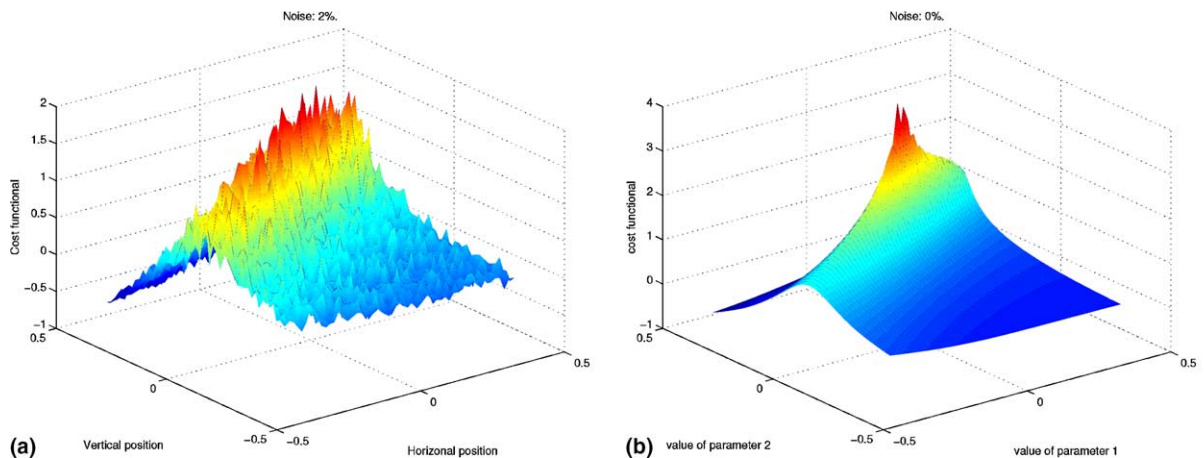 Noise: 2%.
2
1.5
1
0.5
0
−0.5
−1
Cost functional
0.5
0
−0.5
−0.5
0
0.5
Vertical position
Horizonal position
(a)
Noise: 0%.
4
3
2
1
0
−1
cost functional
0.5
0
−0.5
−0.5
0
0.5
value of parameter 2
value of parameter 1
(b)